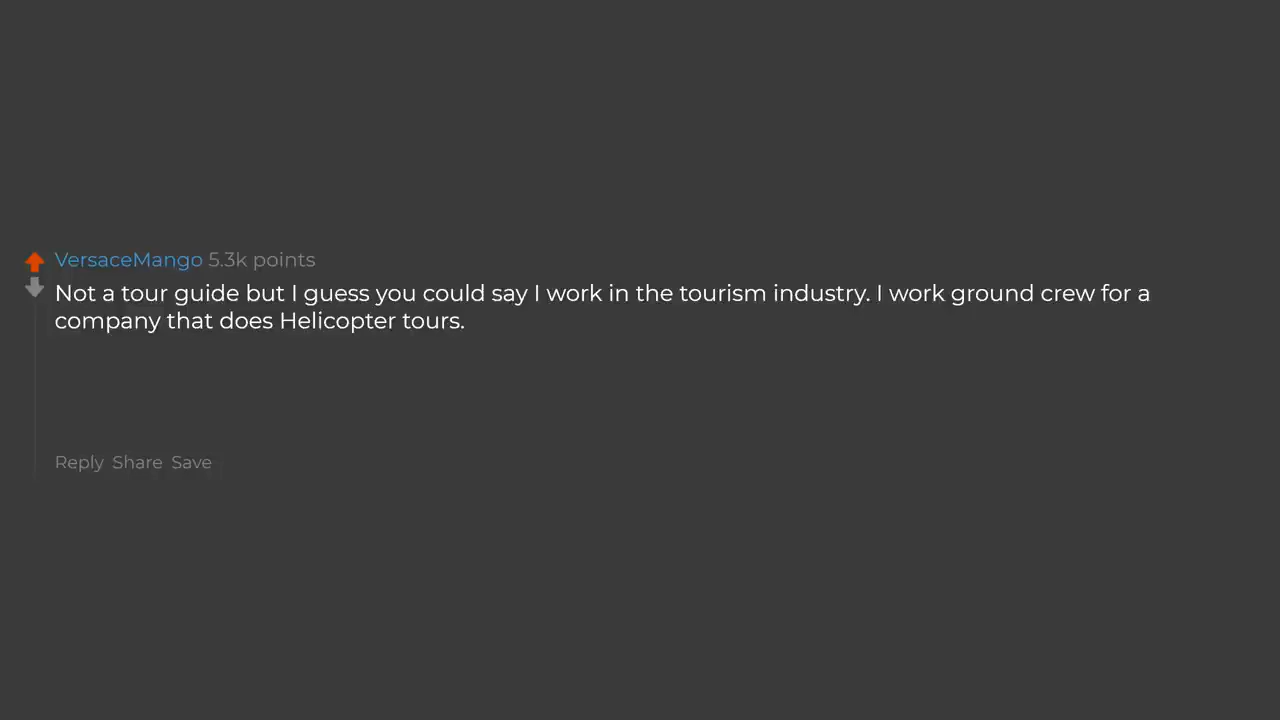 VersaceMango 5.3k points
Not a tour guide but I guess you could say I work in the tourism industry. I work ground crew for a
company that does Helicopter tours.
Reply Share Save